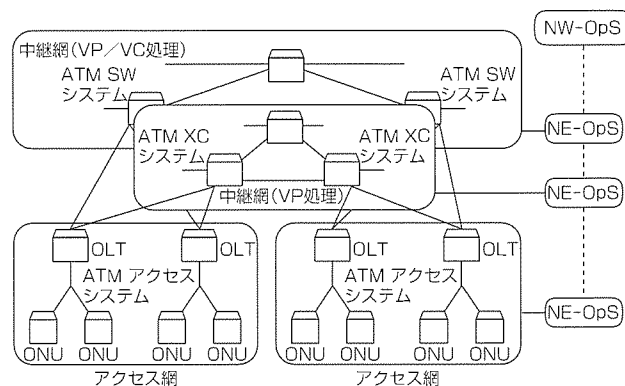 中継網(VP/VC処理)
NW-OpS
ATM SW
システム
ATM SW
システム
ATM XC
システム
ATM XC
システム
NE-OpS
中継網(VP処理)
NE-OpS
OLT
OLT
OLT
OLT
ATM アクセス
システム
ATM アクセス
システム
NE-OpS
ONU
ONU
ONU
ONU
ONU
ONU
ONU
ONU
アクセス網
アクセス網